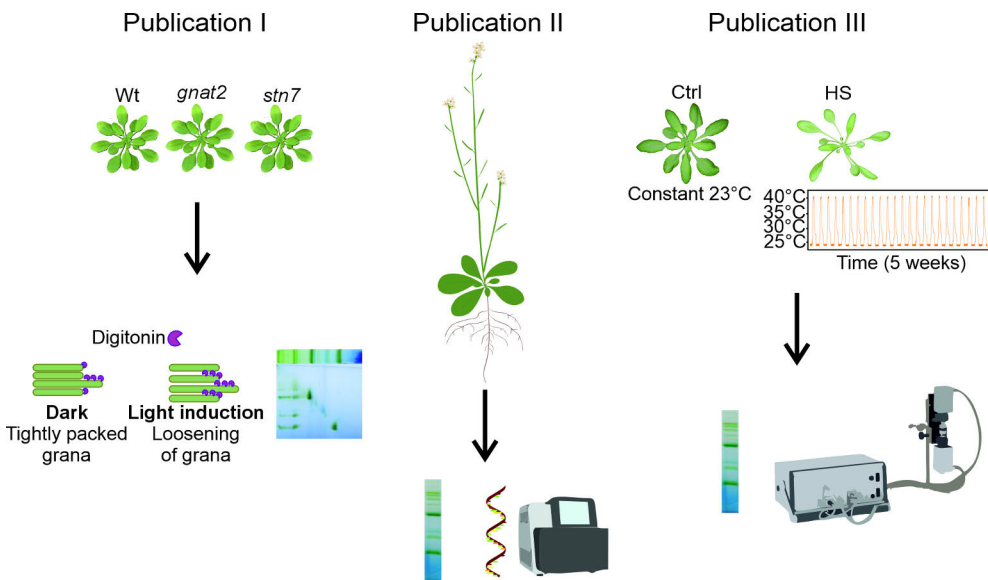 Publication I
Wt
gnat2
stn7
Digitonin
Dark
Tightly packed
grana
Light induction
Loosening
of grana
Publication II
Publication III
Ctrl
Constant 23°C
HS
40°C
35°C
30°C
25°C
Time (5 weeks)